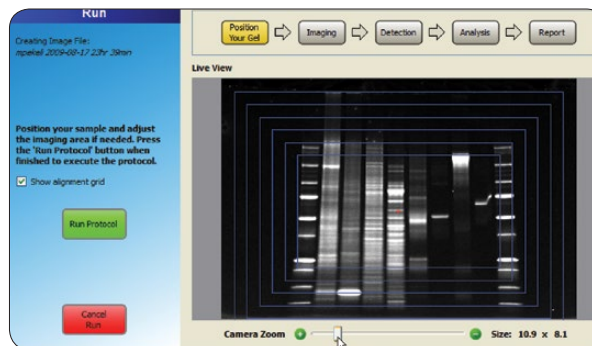 Run
Creating Image File:
mpekell 2009-08-17 23hr 39min
Position your sample and adjust
the imaging area if needed. Press
the 'Run Protocol' button when
finished to execute the protocol.
Show alignment grid
Run Protocol
Cancel
Run
Position
Your Gel
Imaging
Detection
Analysis
Report
Live View
Camera Zoom
Size: 10.9 x 8.1